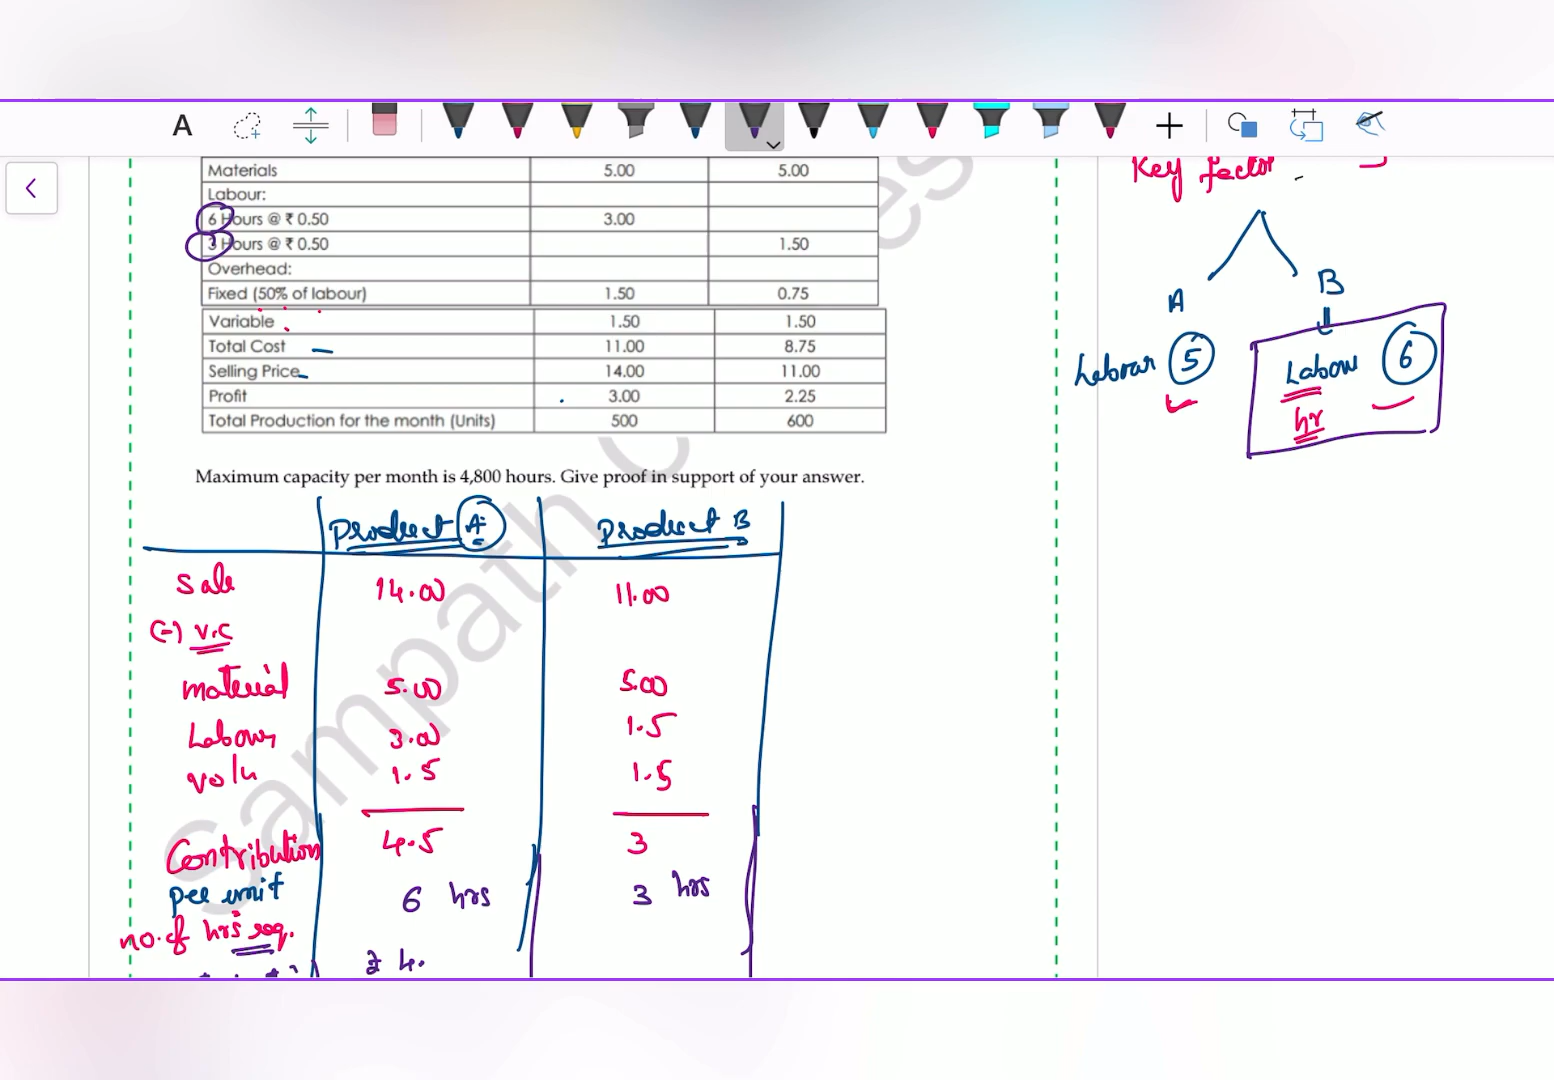 A
Key factor
Materials 5.00 5.00
Labour:
6 Hours @ ₹ 0.50 3.00
3 Hours @ ₹ 0.50 1.50
Overhead:
Fixed (50% of labour) 1.50 0.75
Variable 1.50 1.50
Total Cost 11.00 8.75
Selling Price 14.00 11.00
Profit 3.00 2.25
Total Production for the month (Units) 500 600
A B
Labour 5 Labour 6
hr
Maximum capacity per month is 4,800 hours. Give proof in support of your answer.
Product A Product B
Sale 14.00 11.00
(-) V.C
Material 5.00 5.00
Labour 3.00 1.5
VO/H 1.5 1.5
Contribution 4.5 3
per unit
6 hrs 3 hrs
no. of hrs req.
₹ 4.
Sampath